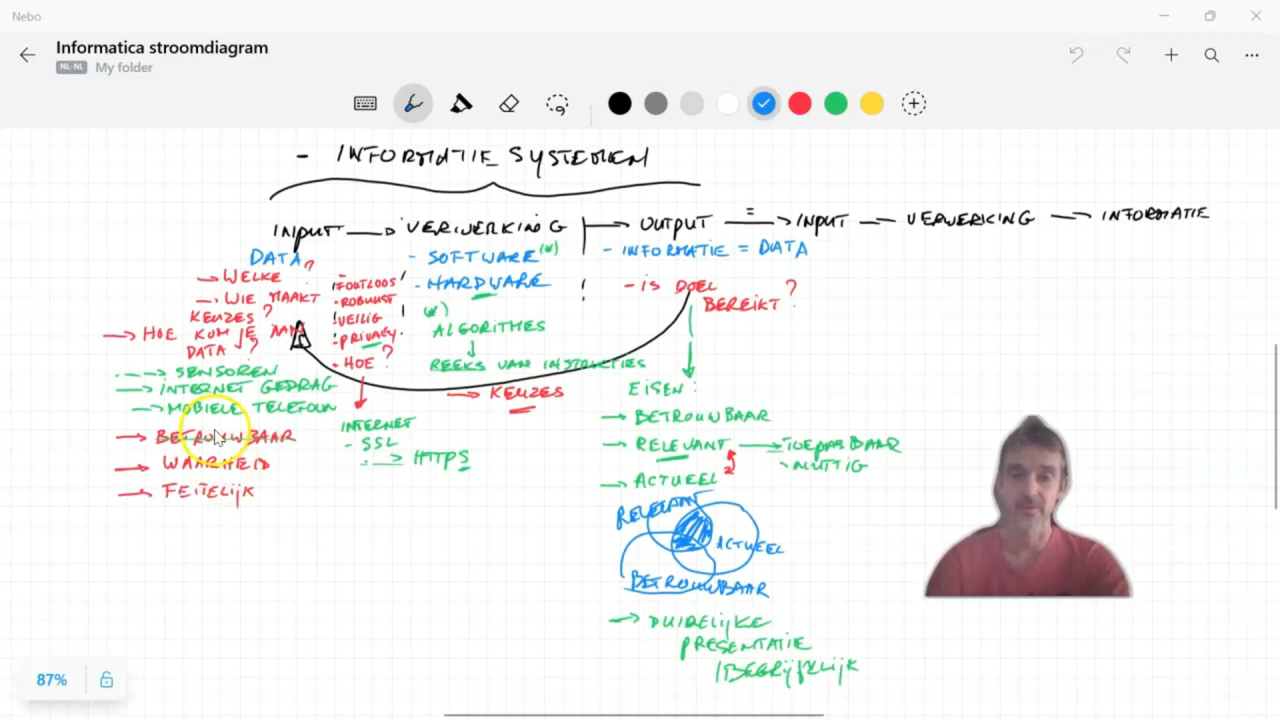 Nebo
Informatica stroomdiagram
NL-NL My folder
- INFORMATIE SYSTEMEN
INPUT → VERWERKING → OUTPUT = → INPUT — VERWERKING → INFORMATIE
DATA
→ WELKE ?
→ WIE MAAKT
KEUZES ?
→ HOE KOM JE AAN
DATA ?
→ SENSOREN
→ INTERNET GEDRAG
→ MOBIELE TELEFOON
→ BETROUWBAAR
→ WAARHEID
→ FEITELIJK
- FOUTLOOS
- ROBUUST
- VEILIG
- PRIVACY
- HOE ?
INTERNET
- SSL
→ HTTPS
- SOFTWARE (*)
- HARDWARE
(*)
ALGORITMES
REEKS VAN INSTRUCTIES
→ KEUZES
- INFORMATIE = DATA
- IS DOEL
BEREIKT ?
EISEN :
→ BETROUWBAAR
→ RELEVANT → TOEPASBAAR
- NUTTIG
→ ACTUEEL
RELEVANT
ACTUEEL
BETROUWBAAR
→ DUIDELIJKE
PRESENTATIE
/BEGRIJPELIJK
87%